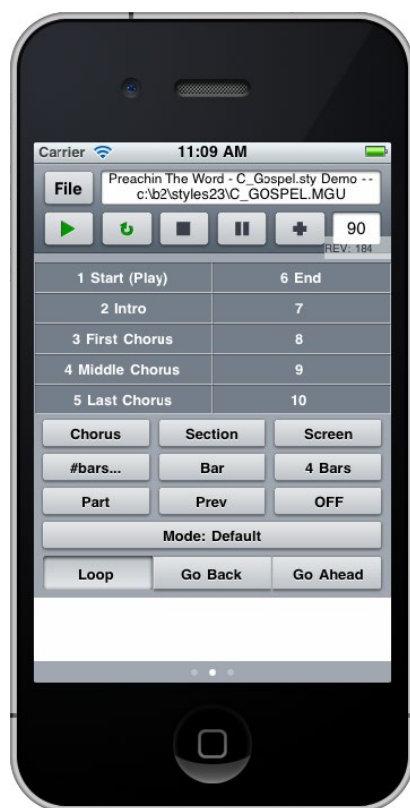 Carrier 11:09 AM
File
Preachin The Word - C_Gospel.sty Demo --
c:\b2\styles23\C_GOSPEL.MGU
90
REV: 184
1 Start (Play) 6 End
2 Intro 7
3 First Chorus 8
4 Middle Chorus 9
5 Last Chorus 10
Chorus Section Screen
#bars... Bar 4 Bars
Part Prev OFF
Mode: Default
Loop Go Back Go Ahead